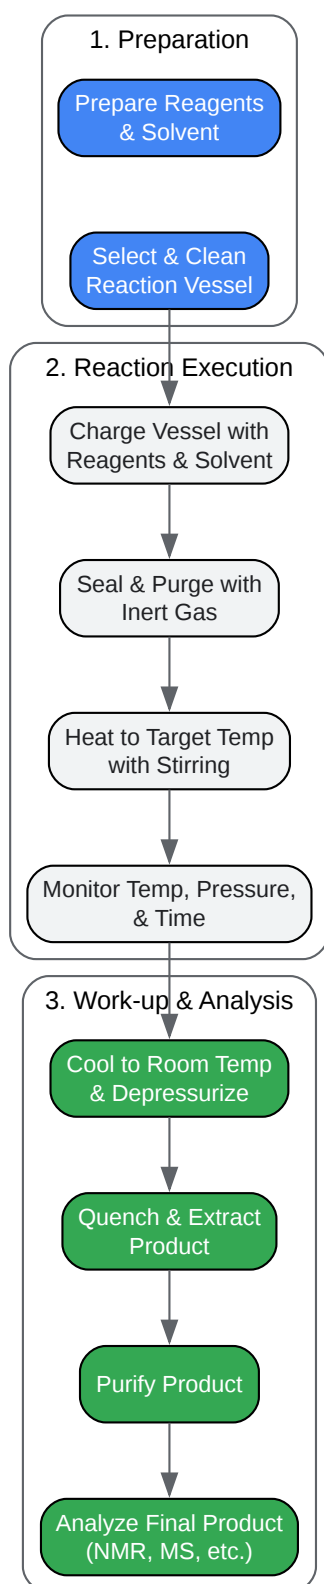 1. Preparation
Prepare Reagents
& Solvent
Select & Clean
Reaction Vessel
2. Reaction Execution
Charge Vessel with
Reagents & Solvent
Seal & Purge with
Inert Gas
Heat to Target Temp
with Stirring
Monitor Temp, Pressure,
& Time
3. Work-up & Analysis
Cool to Room Temp
& Depressurize
Quench & Extract
Product
Purify Product
Analyze Final Product
(NMR, MS, etc.)